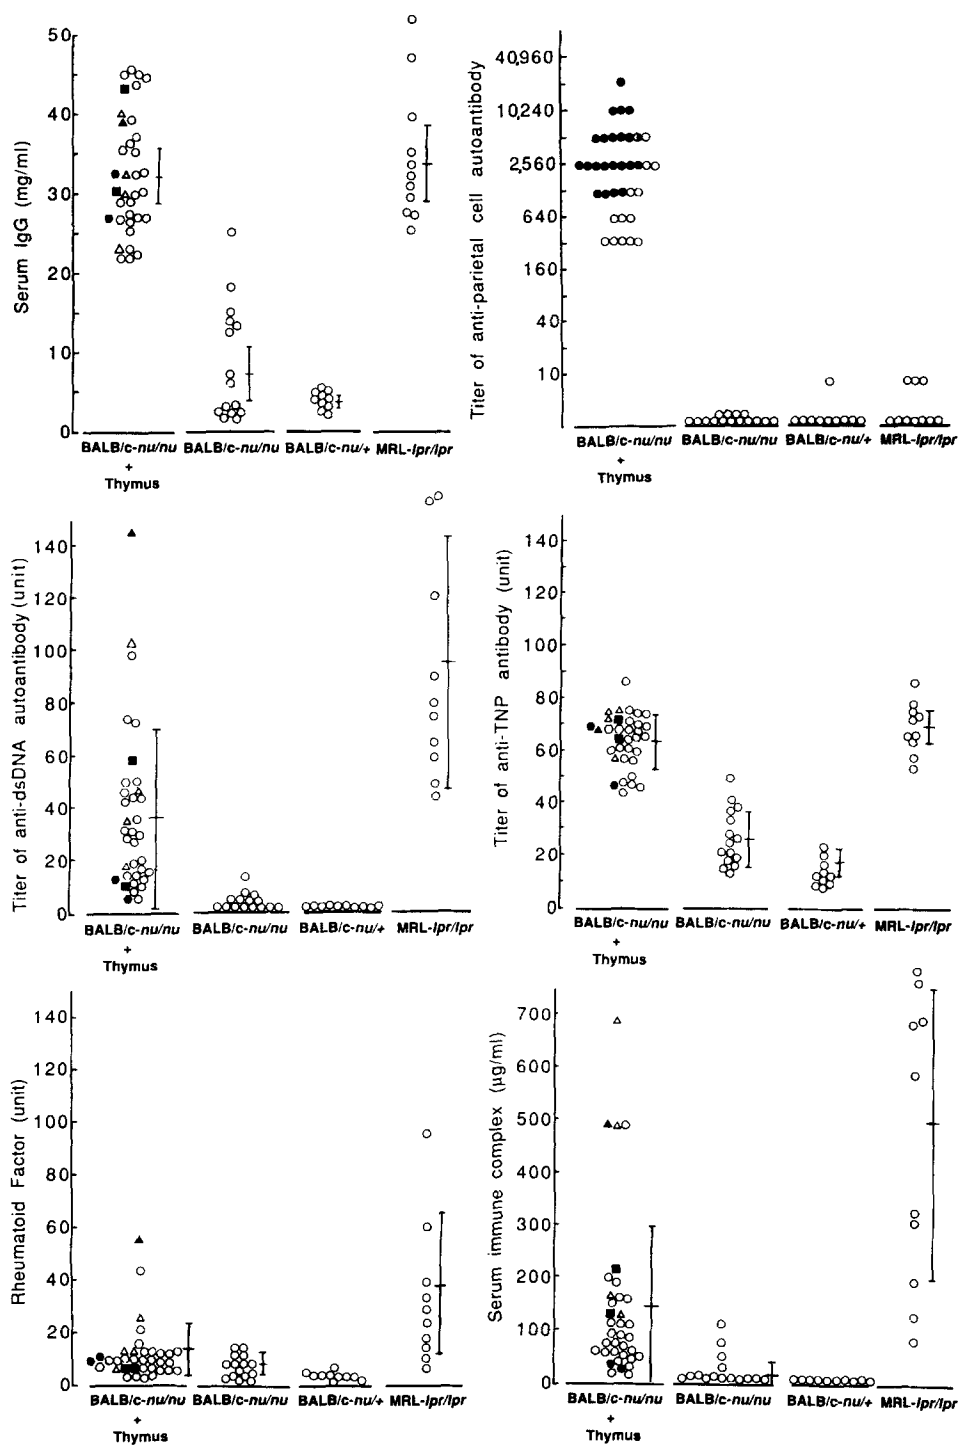 Serum IgG (mg/ml)
50
40
30
20
10
0
BALB/c-nu/nu
+
Thymus
BALB/c-nu/nu
BALB/c-nu/+
MRL-lpr/lpr
Titer of anti-parietal cell autoantibody
40,960
10,240
2,560
640
160
40
10
BALB/c-nu/nu
+
Thymus
BALB/c-nu/nu
BALB/c-nu/+
MRL-lpr/lpr
Titer of anti-dsDNA autoantibody (unit)
140
120
100
80
60
40
20
0
BALB/c-nu/nu
+
Thymus
BALB/c-nu/nu
BALB/c-nu/+
MRL-lpr/lpr
Titer of anti-TNP antibody (unit)
140
120
100
80
60
40
20
0
BALB/c-nu/nu
+
Thymus
BALB/c-nu/nu
BALB/c-nu/+
MRL-lpr/lpr
Rheumatoid Factor (unit)
140
120
100
80
60
40
20
0
BALB/c-nu/nu
+
Thymus
BALB/c-nu/nu
BALB/c-nu/+
MRL-lpr/lpr
Serum immune complex (μg/ml)
700
600
500
400
300
200
100
0
BALB/c-nu/nu
+
Thymus
BALB/c-nu/nu
BALB/c-nu/+
MRL-lpr/lpr